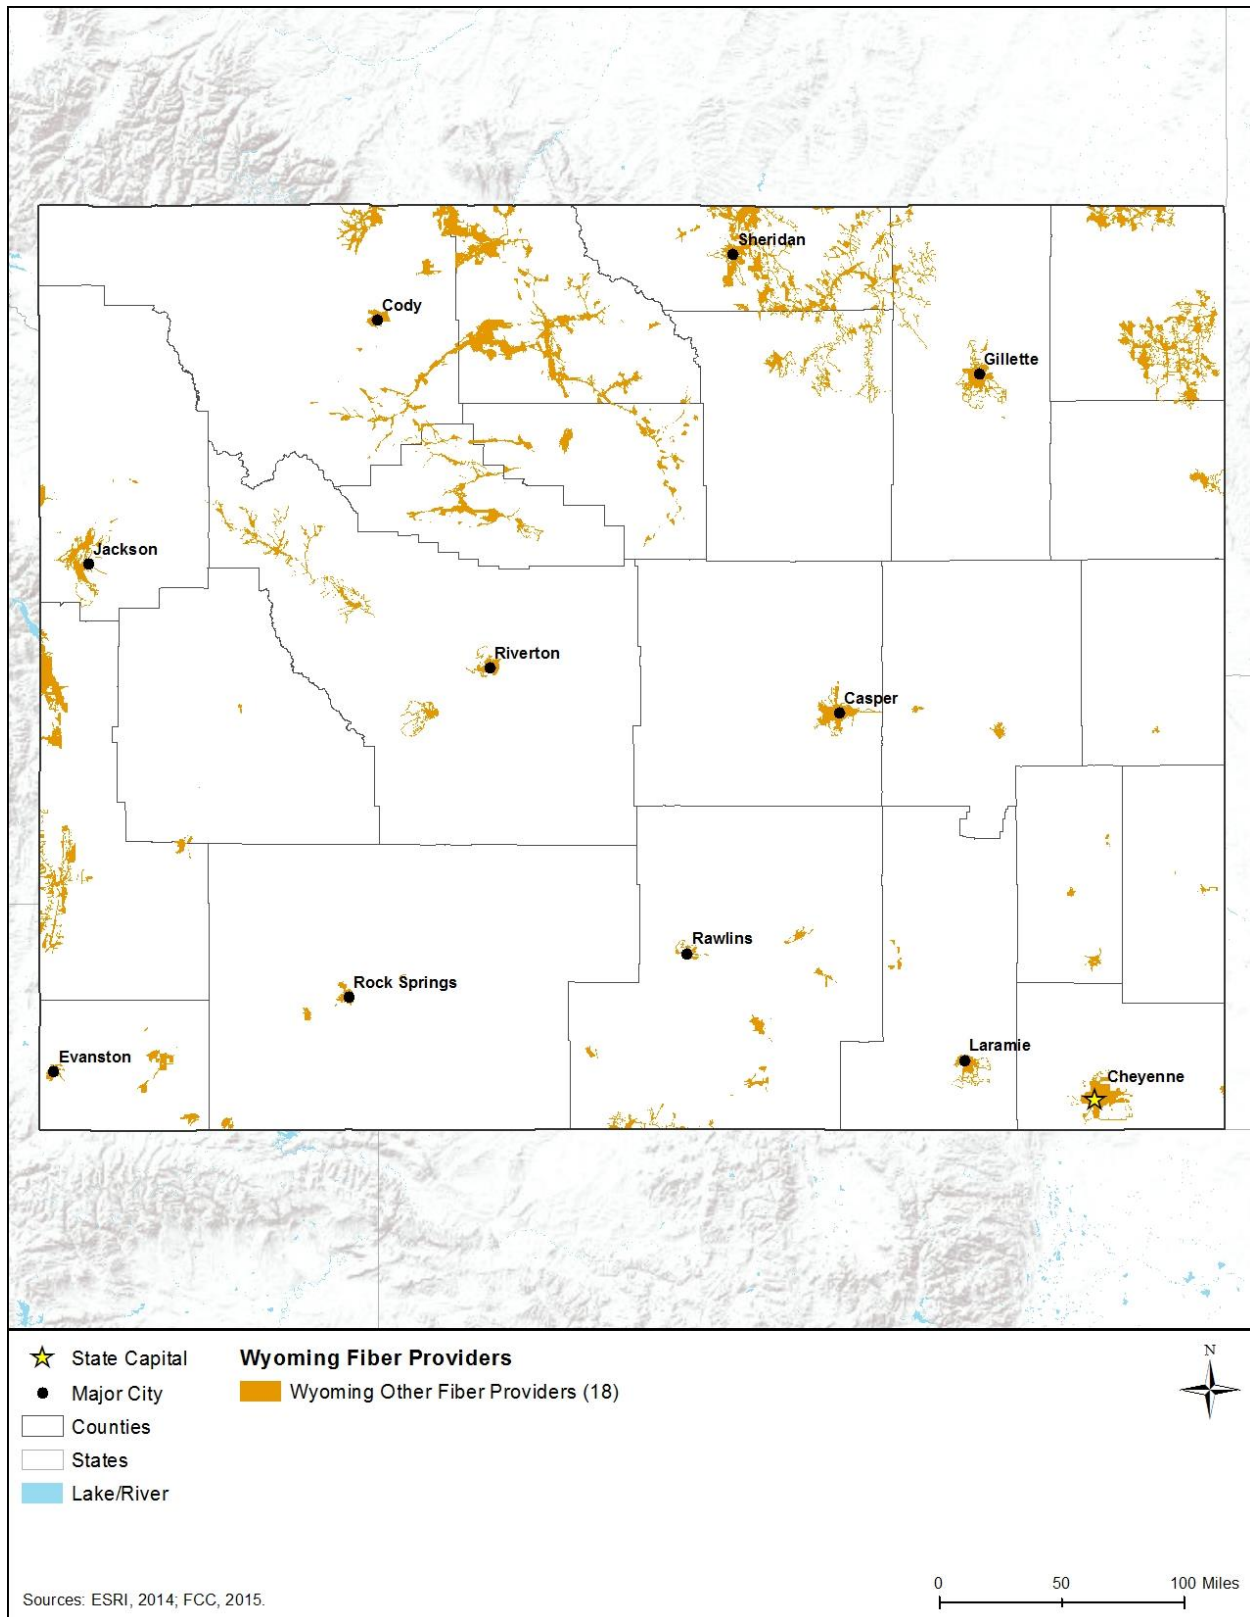 Sheridan
Cody
Gillette
Jackson
Riverton
Casper
Rawlins
Rock Springs
Evanston
Laramie
Cheyenne
State Capital
Wyoming Fiber Providers
N
Major City
Wyoming Other Fiber Providers (18)
Counties
States
Lake/River
0 50 100 Miles
Sources: ESRI, 2014; FCC, 2015.